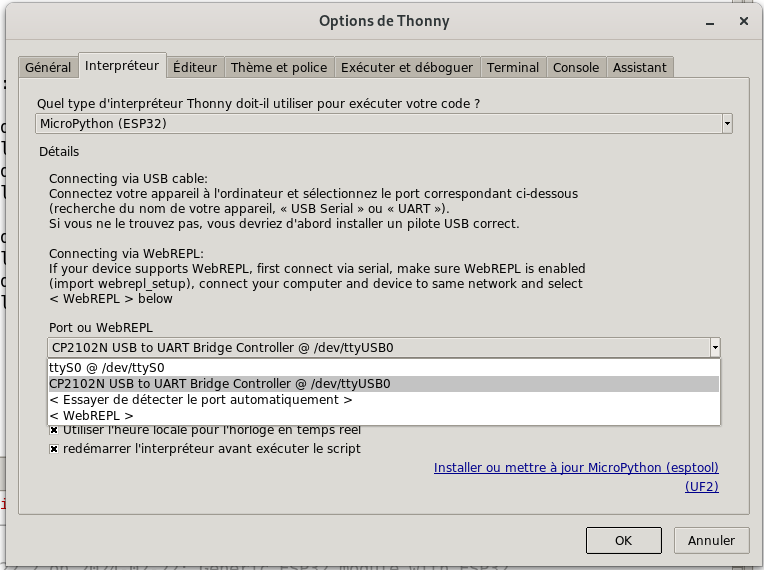 Options de Thonny
Général Interpréteur Éditeur Thème et police Exécuter et déboguer Terminal Console Assistant
Quel type d'interpréteur Thonny doit-il utiliser pour exécuter votre code ?
MicroPython (ESP32)
Détails
Connecting via USB cable:
Connectez votre appareil à l'ordinateur et sélectionnez le port correspondant ci-dessous
(recherche du nom de votre appareil, « USB Serial » ou « UART »).
Si vous ne le trouvez pas, vous devriez d'abord installer un pilote USB correct.
Connecting via WebREPL:
If your device supports WebREPL, first connect via serial, make sure WebREPL is enabled
(import webrepl_setup), connect your computer and device to same network and select
< WebREPL > below
Port ou WebREPL
CP2102N USB to UART Bridge Controller @ /dev/ttyUSB0
ttyS0 @ /dev/ttyS0
CP2102N USB to UART Bridge Controller @ /dev/ttyUSB0
< Essayer de détecter le port automatiquement >
< WebREPL >
Utiliser l'heure locale pour l'horloge en temps réel
redémarrer l'interpréteur avant exécuter le script
Installer ou mettre à jour MicroPython (esptool)
(UF2)
OK Annuler